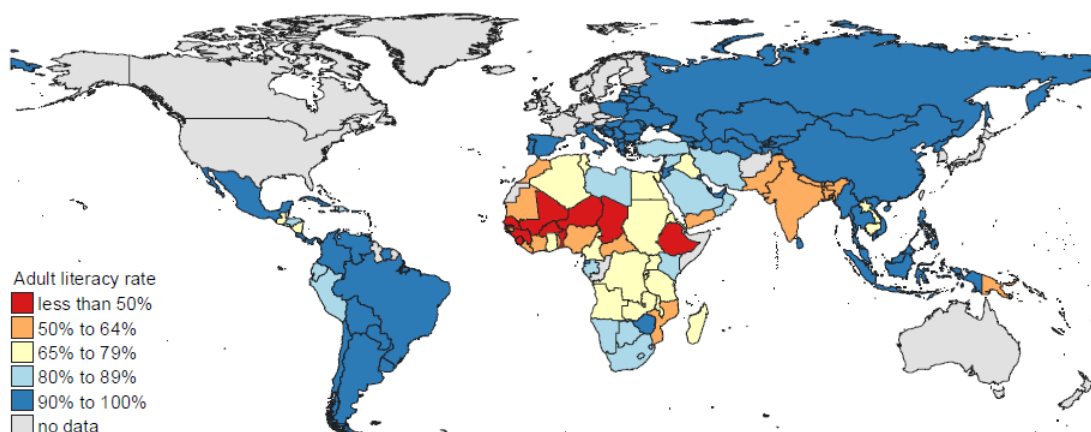 Adult literacy rate
less than 50%
50% to 64%
65% to 79%
80% to 89%
90% to 100%
no data